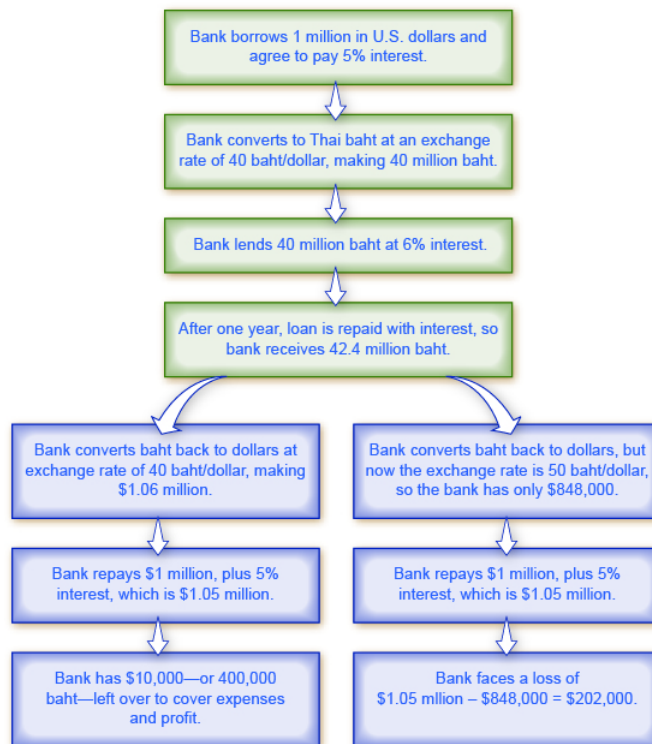 Bank borrows 1 million in U.S. dollars and
agree to pay 5% interest.
Bank converts to Thai baht at an exchange
rate of 40 baht/dollar, making 40 million baht.
Bank lends 40 million baht at 6% interest.
After one year, loan is repaid with interest, so
bank receives 42.4 million baht.
Bank converts baht back to dollars at
exchange rate of 40 baht/dollar, making
$1.06 million.
Bank repays $1 million, plus 5%
interest, which is $1.05 million.
Bank has $10,000—or 400,000
baht—left over to cover expenses
and profit.
Bank converts baht back to dollars, but
now the exchange rate is 50 baht/dollar,
so the bank has only $848,000.
Bank repays $1 million, plus 5%
interest, which is $1.05 million.
Bank faces a loss of
$1.05 mllion – $848,000 = $202,000.